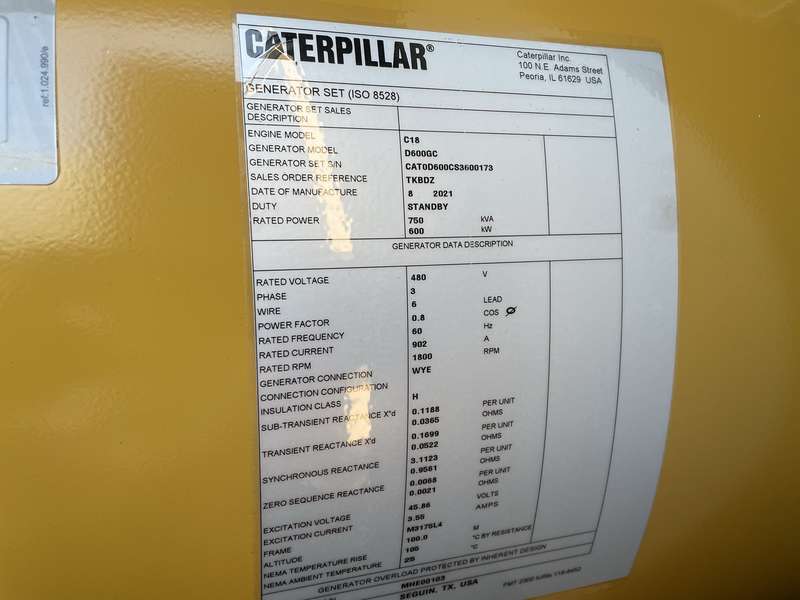 ref:1.024.990/e
CATERPILLAR®
Caterpillar Inc.
100 N.E. Adams Street
Peoria, IL 61629 USA
GENERATOR SET (ISO 8528)
GENERATOR SET SALES
DESCRIPTION
ENGINE MODEL C18
GENERATOR MODEL D600GC
GENERATOR SET S/N CAT0D600CS3600173
SALES ORDER REFERENCE TKBDZ
DATE OF MANUFACTURE 8 2021
DUTY STANDBY
RATED POWER 750 kVA
600 kW
GENERATOR DATA DESCRIPTION
RATED VOLTAGE 480 V
PHASE 3
WIRE 6 LEAD
POWER FACTOR 0.8 COS Ø
RATED FREQUENCY 60 Hz
RATED CURRENT 902 A
RATED RPM 1800 RPM
GENERATOR CONNECTION WYE
CONNECTION CONFIGURATION
INSULATION CLASS H
SUB-TRANSIENT REACTANCE X"d 0.1188 PER UNIT
0.0365 OHMS
TRANSIENT REACTANCE X'd 0.1699 PER UNIT
0.0522 OHMS
SYNCHRONOUS REACTANCE 3.1123 PER UNIT
0.9561 OHMS
ZERO SEQUENCE REACTANCE 0.0068 PER UNIT
0.0021 OHMS
EXCITATION VOLTAGE 45.86 VOLTS
EXCITATION CURRENT 3.55 AMPS
FRAME M3175L4
ALTITUDE 100.0 M
NEMA TEMPERATURE RISE 105 °C BY RESISTANCE
NEMA AMBIENT TEMPERATURE 25 °C
GENERATOR OVERLOAD PROTECTED BY INHERENT DESIGN
MHE00103
SEGUIN, TX, USA